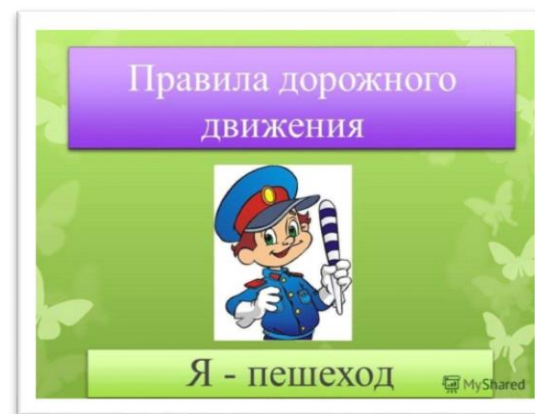 Правила дорожного
движения
Я - пешеход
MyShared